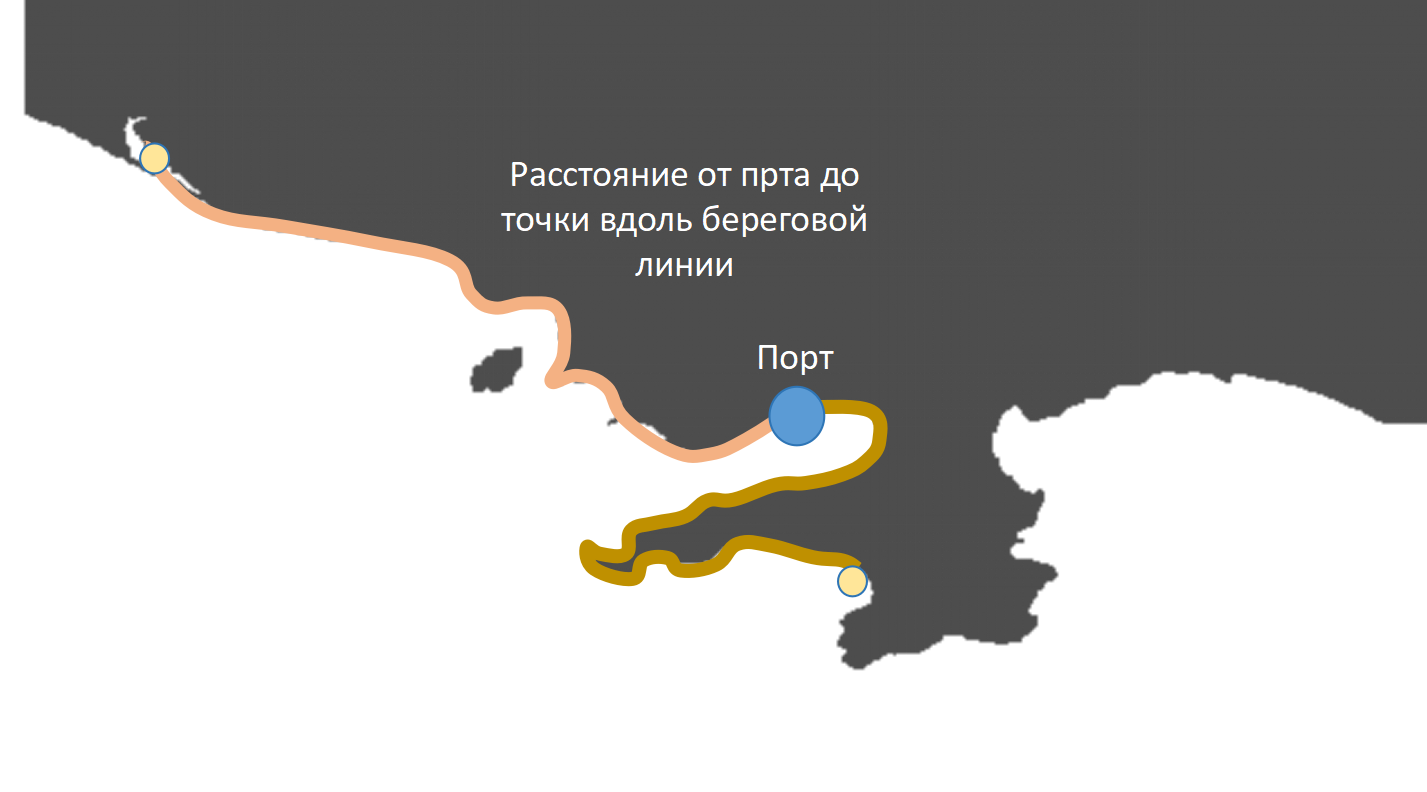 Расстояние от прта до
точки вдоль береговой
линии
Порт